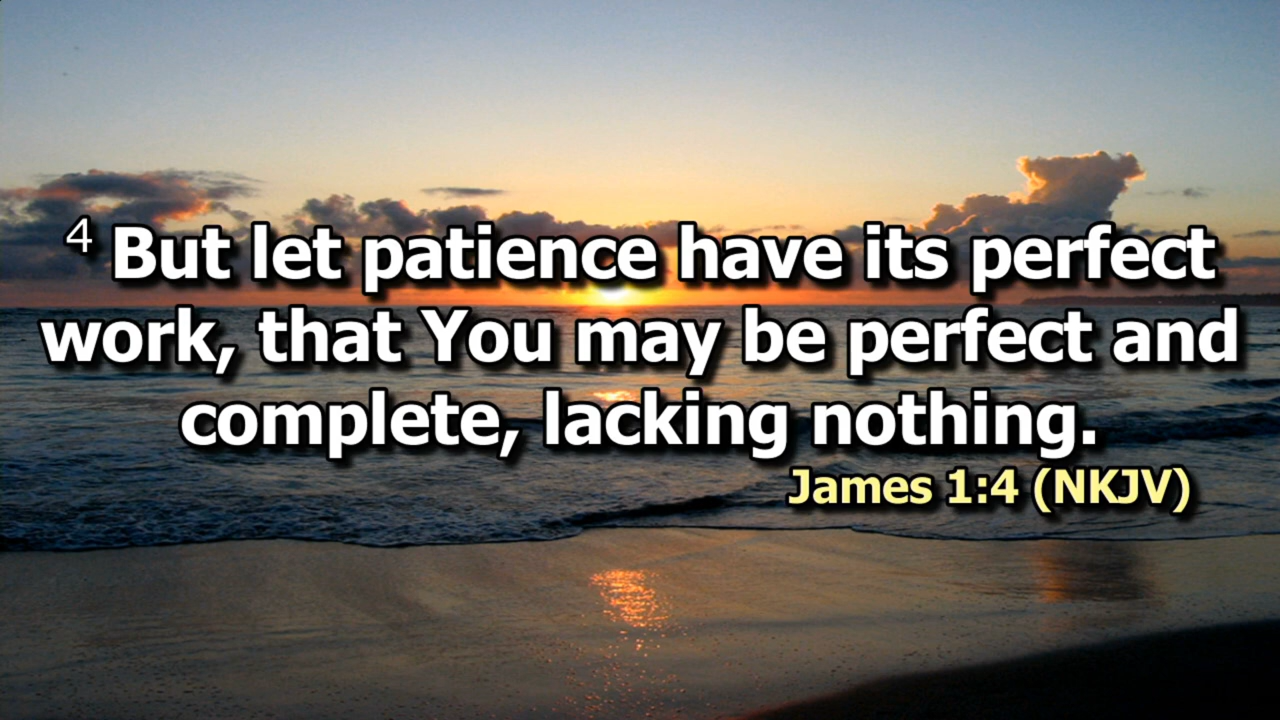 4 But let patience have its perfect
work, that You may be perfect and
complete, lacking nothing.
James 1:4 (NKJV)